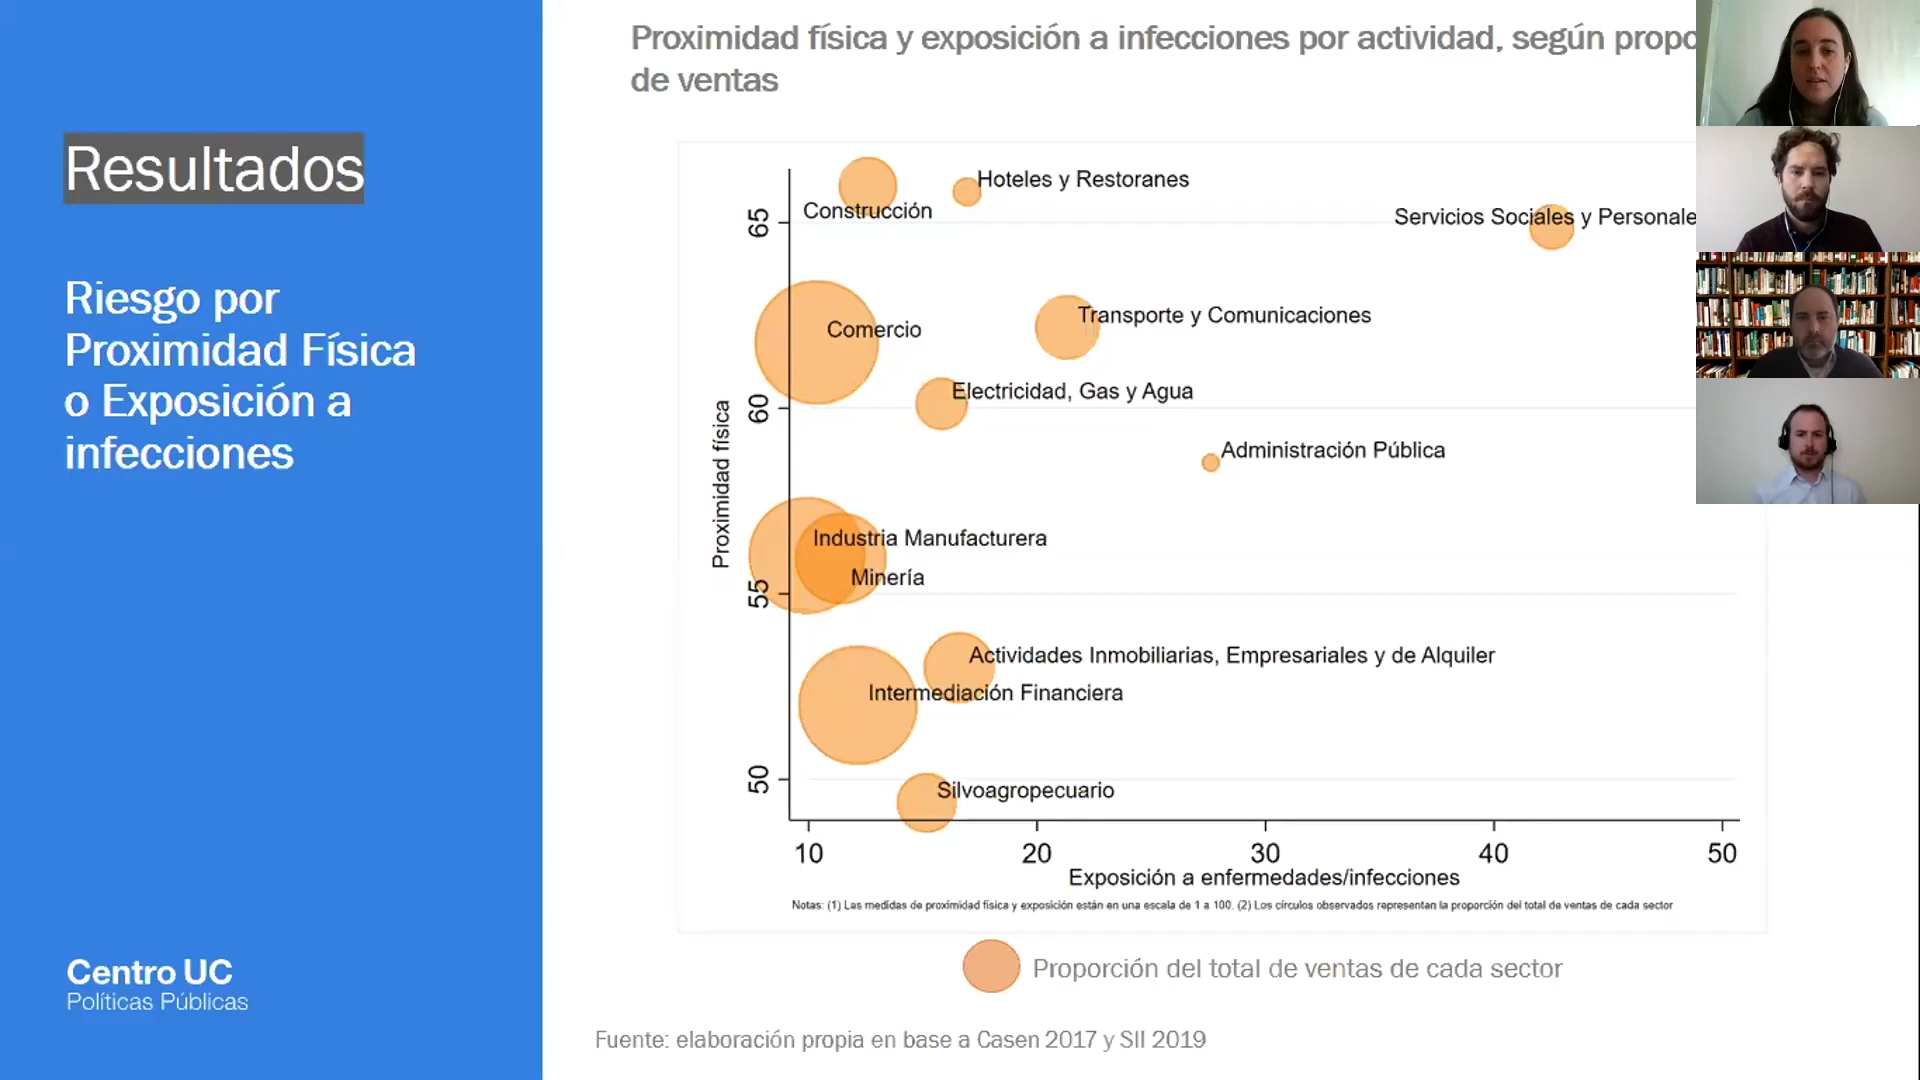 Resultados
Riesgo por
Proximidad Física
o Exposición a
infecciones
Centro UC
Políticas Públicas
Proximidad física y exposición a infecciones por actividad, según propo
de ventas
Hoteles y Restoranes
Construcción
Servicios Sociales y Personale
65
Transporte y Comunicaciones
Comercio
Electricidad, Gas y Agua
60
Administración Pública
Proximidad física
Industria Manufacturera
Minería
55
Actividades Inmobiliarias, Empresariales y de Alquiler
Intermediación Financiera
50
Silvoagropecuario
10 20 30 40 50
Exposición a enfermedades/infecciones
Notas: (1) Las medidas de proximidad física y exposición están en una escala de 1 a 100. (2) Los círculos observados representan la proporción del total de ventas de cada sector
Proporción del total de ventas de cada sector
Fuente: elaboración propia en base a Casen 2017 y SII 2019